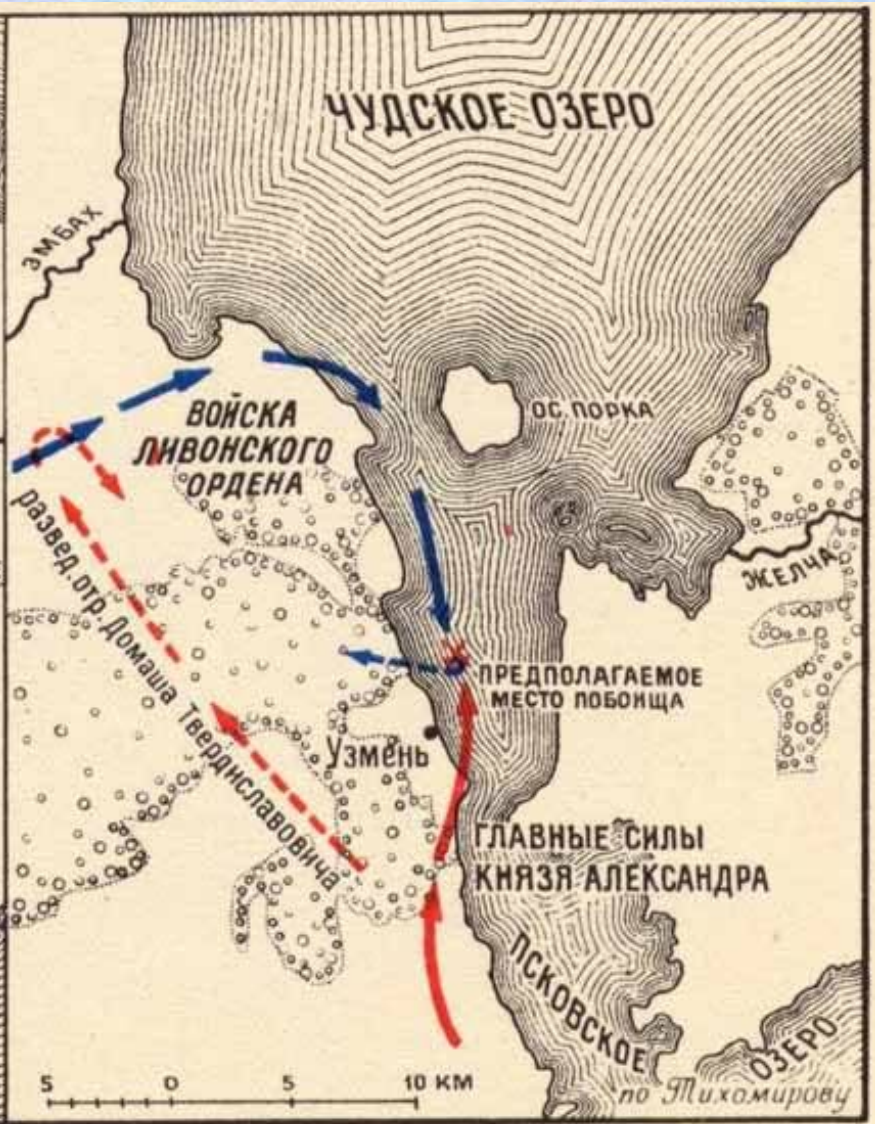 ЧУДСКОЕ ОЗЕРО
ЭМБАХ
ВОЙСКА
ЛИВОНСКОГО
ОРДЕНА
ОС. ПОРКА
развед. отр. Домаша Твердиславовича
ЖЕЛЧА
ПРЕДПОЛАГАЕМОЕ
МЕСТО ПОБОИЩА
Узмень
ГЛАВНЫЕ СИЛЫ
КНЯЗЯ АЛЕКСАНДРА
ПСКОВСКОЕ
ОЗЕРО
5 0 5 10 КМ
по Тихомирову